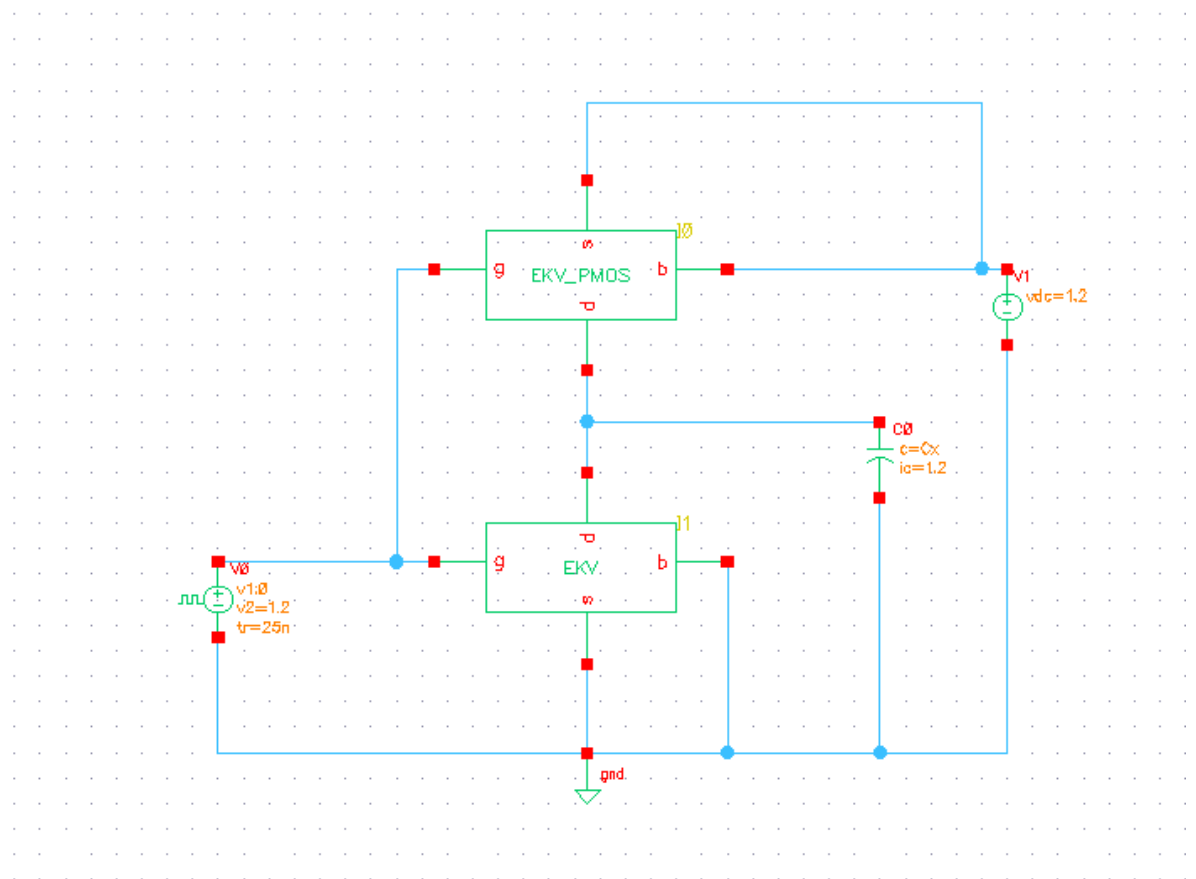 I0
s
g
EKV_PMOS
b
d
V1
vdc=1.2
C0
c=Cx
ic=1.2
I1
d
g
EKV
b
s
V0
v1:0
v2=1.2
tr=25n
gnd